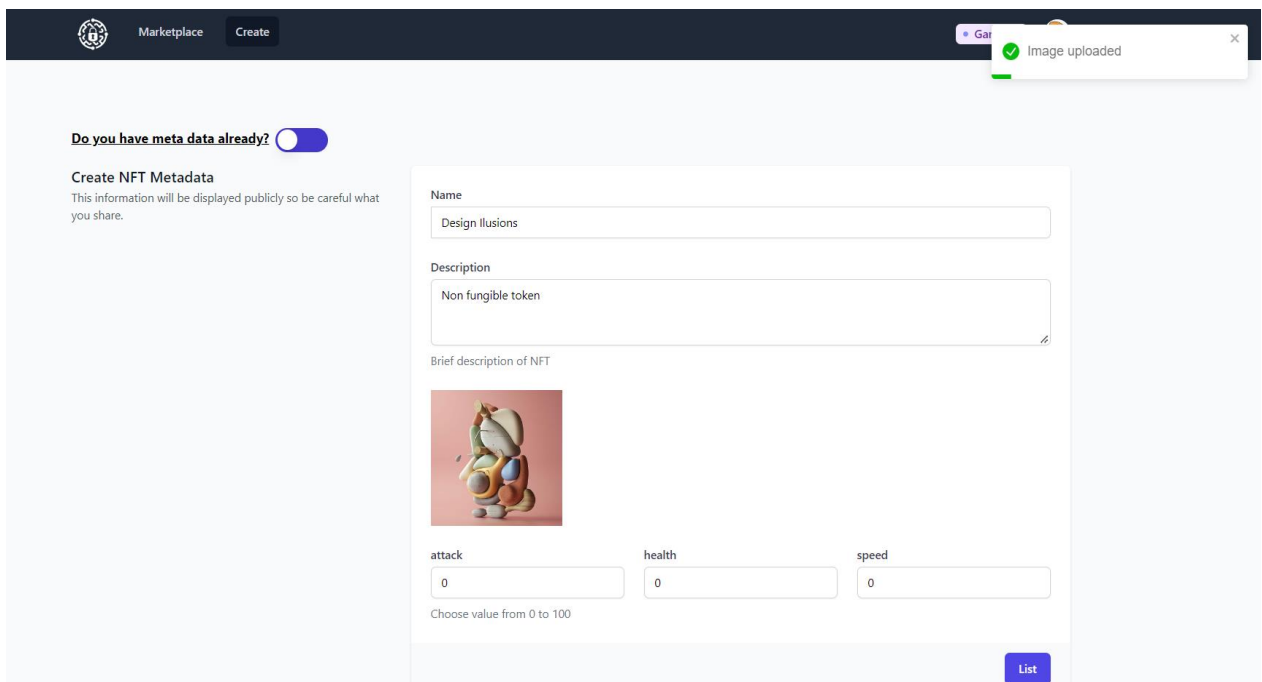 Marketplace
Create
Image uploaded
Do you have meta data already?
Create NFT Metadata
This information will be displayed publicly so be careful what
you share.
Name
Design Ilusions
Description
Non fungible token
Brief description of NFT
attack
health
speed
0
0
0
Choose value from 0 to 100
List